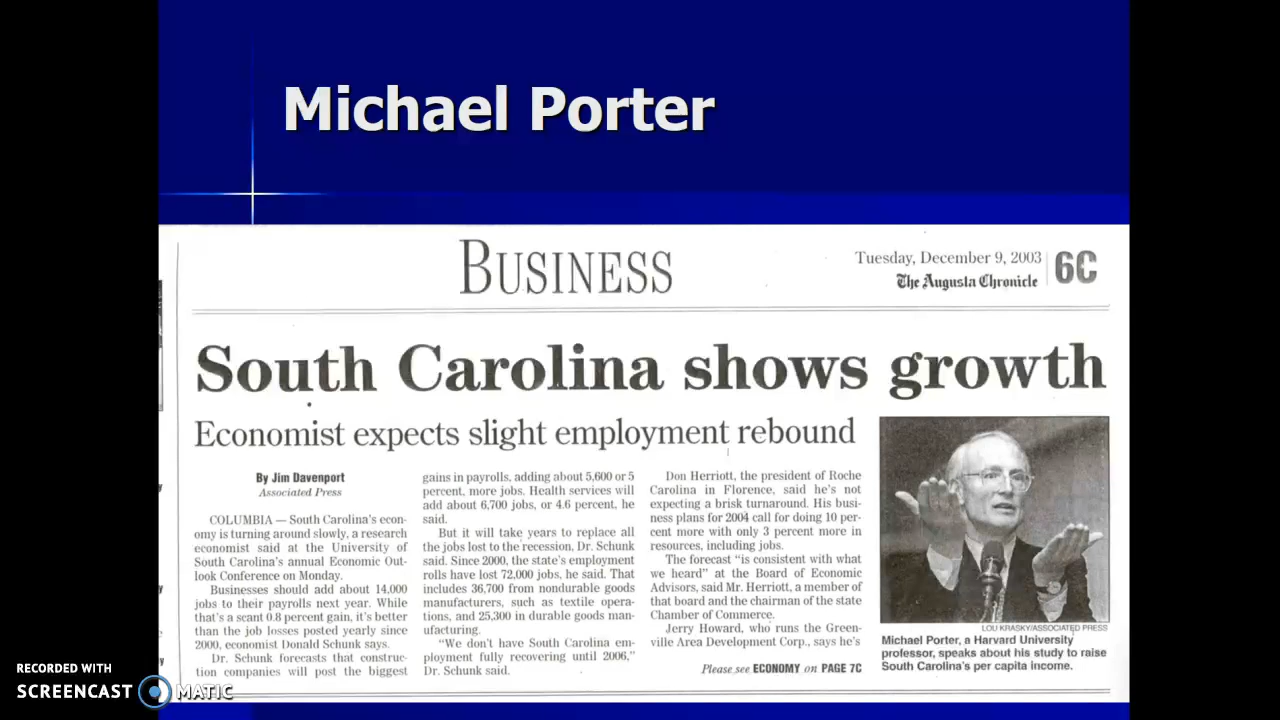 Michael Porter
BUSINESS
Tuesday, December 9, 2003
The Augusta Chronicle
6C
South Carolina shows growth
Economist expects slight employment rebound
By Jim Davenport
Associated Press
COLUMBIA — South Carolina's econ-
omy is turning around slowly, a research
economist said at the University of
South Carolina's annual Economic Out-
look Conference on Monday.
Businesses should add about 14,000
jobs to their payrolls next year. While
that's a scant 0.8 percent gain, it's better
than the job losses posted yearly since
2000, economist Donald Schunk says.
Dr. Schunk forecasts that construc-
tion companies will post the biggest
gains in payrolls, adding about 5,600 or 5
percent, more jobs. Health services will
add about 6,700 jobs, or 4.6 percent, he
said.
But it will take years to replace all
the jobs lost to the recession, Dr. Schunk
said. Since 2000, the state's employment
rolls have lost 72,000 jobs, he said. That
includes 36,700 from nondurable goods
manufacturers, such as textile opera-
tions, and 25,300 in durable goods man-
ufacturing.
"We don't have South Carolina em-
ployment fully recovering until 2006,"
Dr. Schunk said.
Don Herriott, the president of Roche
Carolina in Florence, said he's not
expecting a brisk turnaround. His busi-
ness plans for 2004 call for doing 10 per-
cent more with only 3 percent more in
resources, including jobs.
The forecast "is consistent with what
we heard" at the Board of Economic
Advisors, said Mr. Herriott, a member of
that board and the chairman of the state
Chamber of Commerce.
Jerry Howard, who runs the Green-
ville Area Development Corp., says he's
Please see ECONOMY on PAGE 7C
LOU KRASKY/ASSOCIATED PRESS
Michael Porter, a Harvard University
professor, speaks about his study to raise
South Carolina's per capita income.
RECORDED WITH
SCREENCAST MATIC